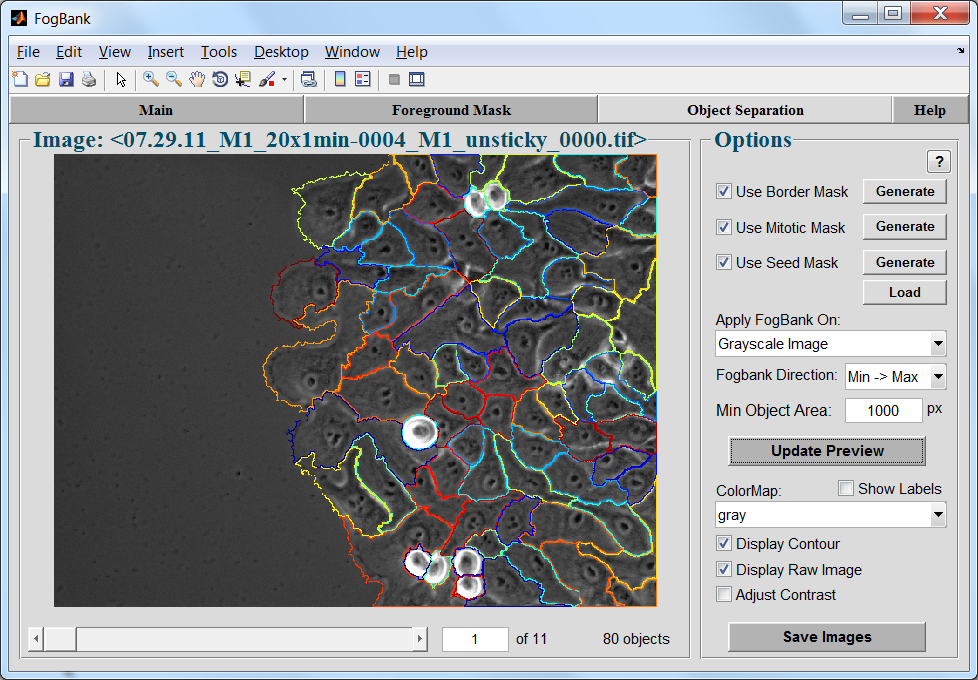 FogBank
File Edit View Insert Tools Desktop Window Help
Main Foreground Mask Object Separation Help
Image: <07.29.11_M1_20x1min-0004_M1_unsticky_0000.tif>
Options
?
Use Border Mask Generate
Use Mitotic Mask Generate
Use Seed Mask Generate
Load
Apply FogBank On:
Grayscale Image
Fogbank Direction: Min -> Max
Min Object Area: 1000 px
Update Preview
ColorMap: Show Labels
gray
Display Contour
Display Raw Image
Adjust Contrast
1 of 11 80 objects
Save Images